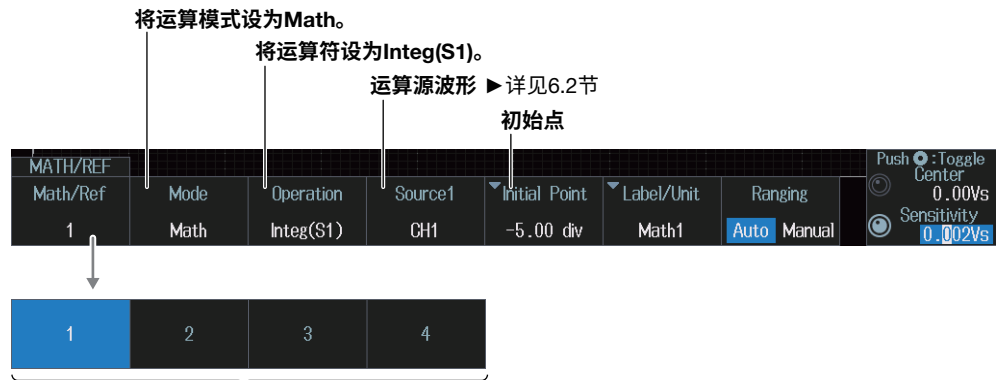 将运算模式设为Math。
将运算符设为Integ(S1)。
运算源波形 ▶详见6.2节
初始点
MATH/REF
Math/Ref Mode Operation Source1 Initial Point Label/Unit Ranging
1 Math Integ(S1) CH1 -5.00 div Math1 Auto Manual
Push :Toggle
Center
0.00Vs
Sensitivity
0.002Vs
1 2 3 4